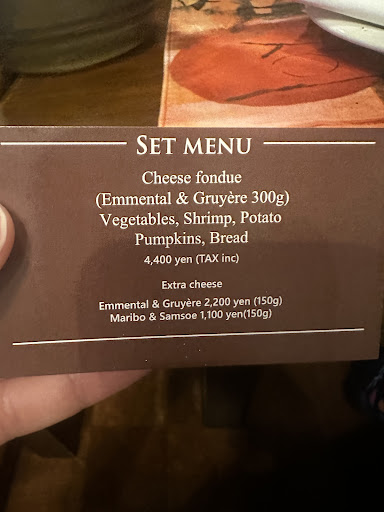 SET MENU
Cheese fondue
(Emmental & Gruyère 300g)
Vegetables, Shrimp, Potato
Pumpkins, Bread
4,400 yen (TAX inc)
Extra cheese
Emmental & Gruyère 2,200 yen (150g)
Maribo & Samsoe 1,100 yen(150g)